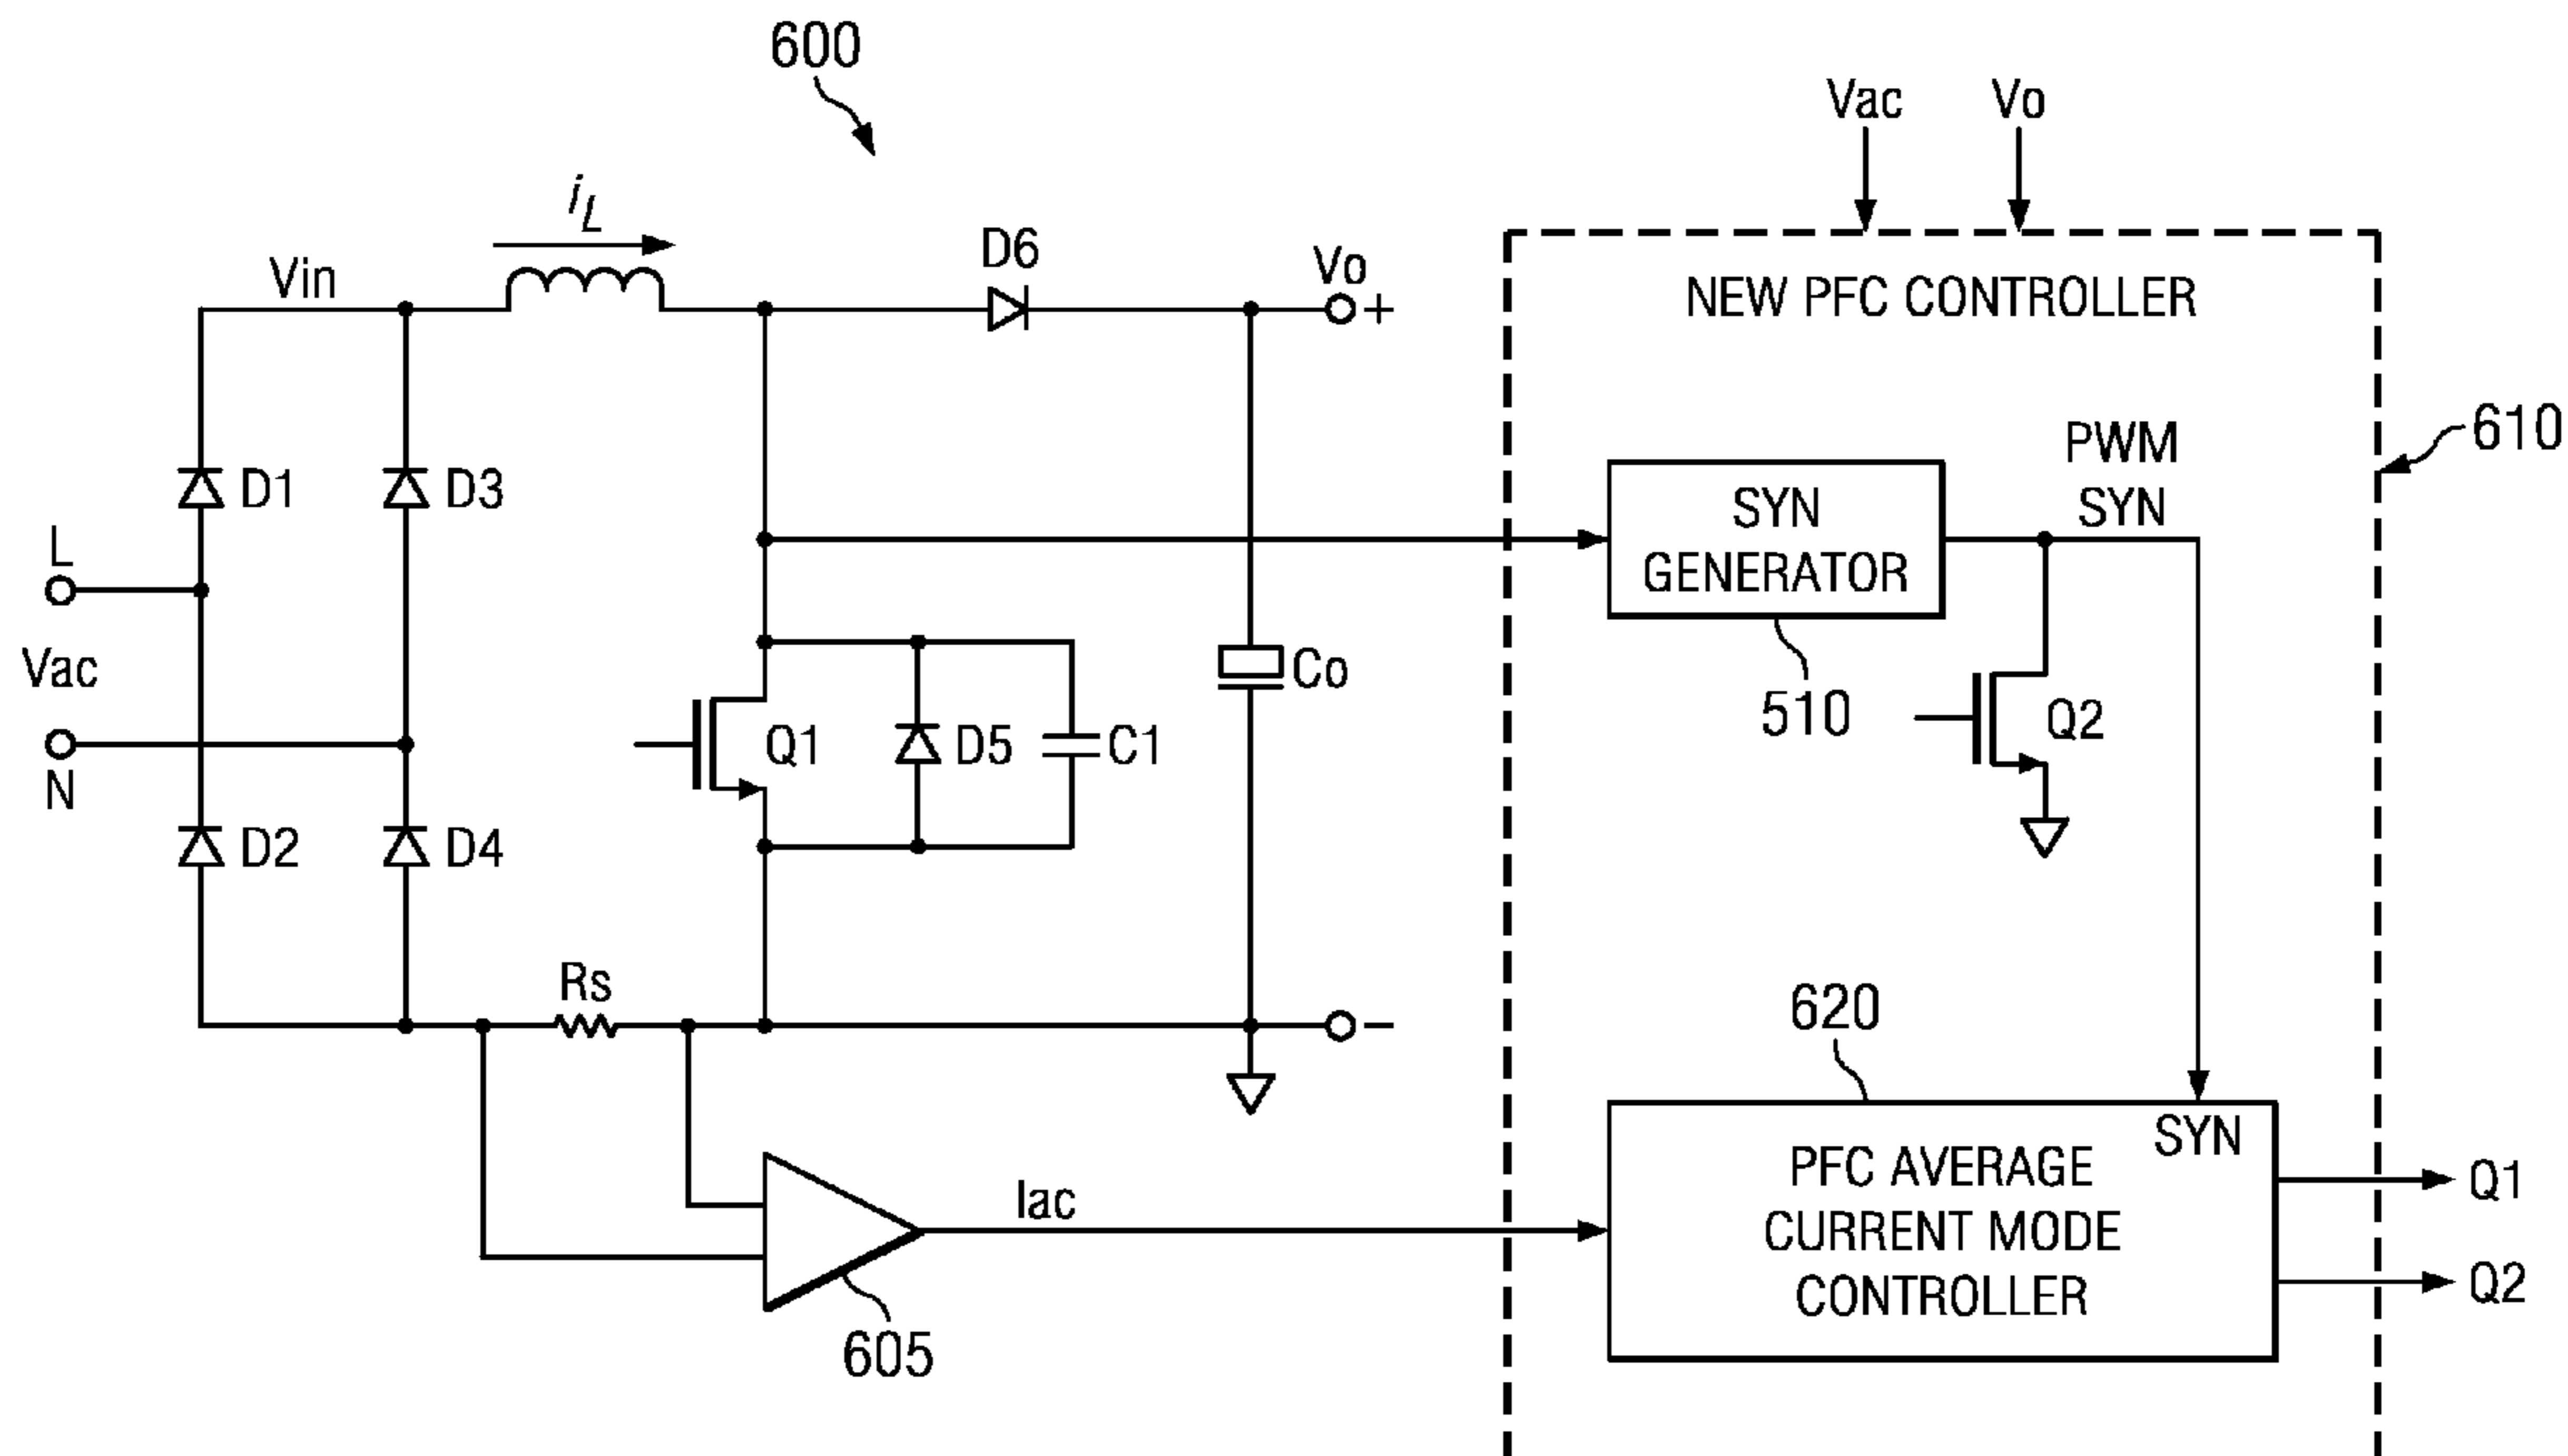 600
Vac
Vo
iL
Vin
D6
Vo
+
NEW PFC CONTROLLER
610
D1
D3
PWM
SYN
SYN
GENERATOR
L
Vac
N
Q1
D5
C1
Co
510
Q2
D2
D4
Rs
−
620
SYN
PFC AVERAGE
CURRENT MODE
CONTROLLER
Iac
Q1
Q2
605